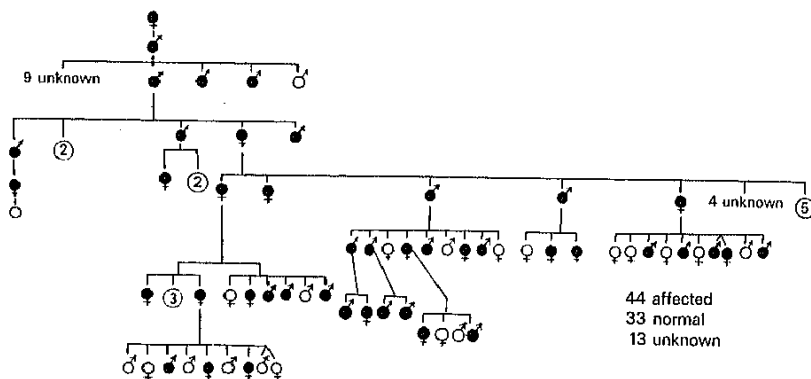 9 unknown
2
2
4 unknown
5
3
44 affected
33 normal
13 unknown